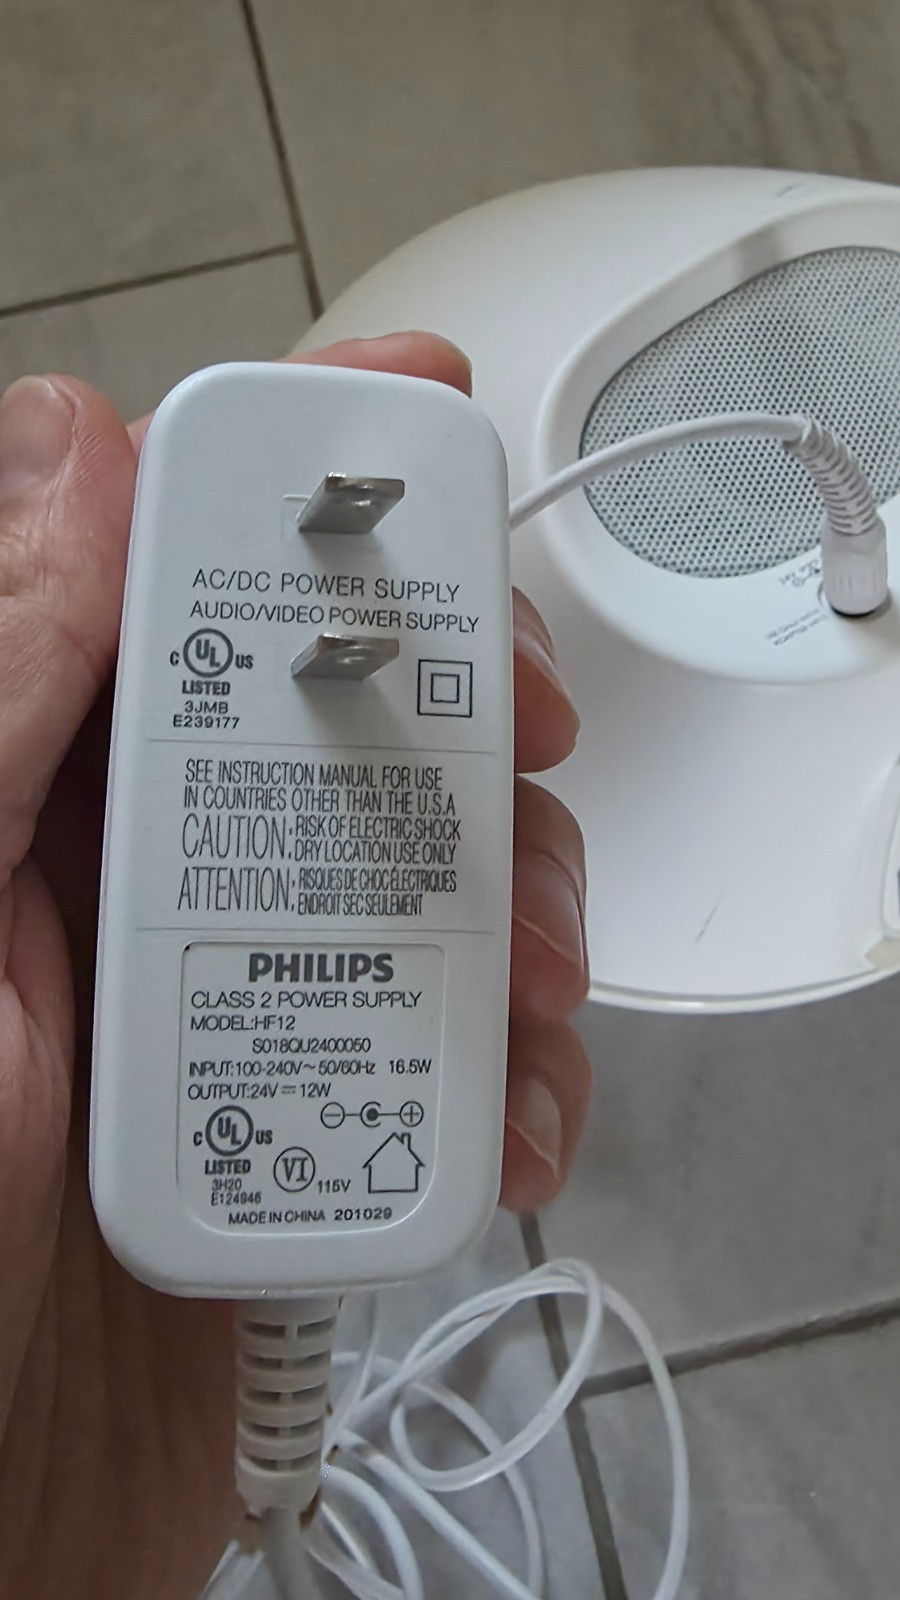 AC/DC POWER SUPPLY
AUDIO/VIDEO POWER SUPPLY
C UL US
LISTED
3JMB
E239177
SEE INSTRUCTION MANUAL FOR USE
IN COUNTRIES OTHER THAN THE U.S.A
CAUTION: RISK OF ELECTRIC SHOCK
DRY LOCATION USE ONLY
ATTENTION: RISQUES DE CHOC ÉLECTRIQUES
ENDROIT SEC SEULEMENT
PHILIPS
CLASS 2 POWER SUPPLY
MODEL:HF12
S018QU2400050
INPUT:100-240V~50/60Hz 16.5W
OUTPUT:24V⎓12W
C UL US
LISTED
3H20
E124946
VI
115V
MADE IN CHINA 201029